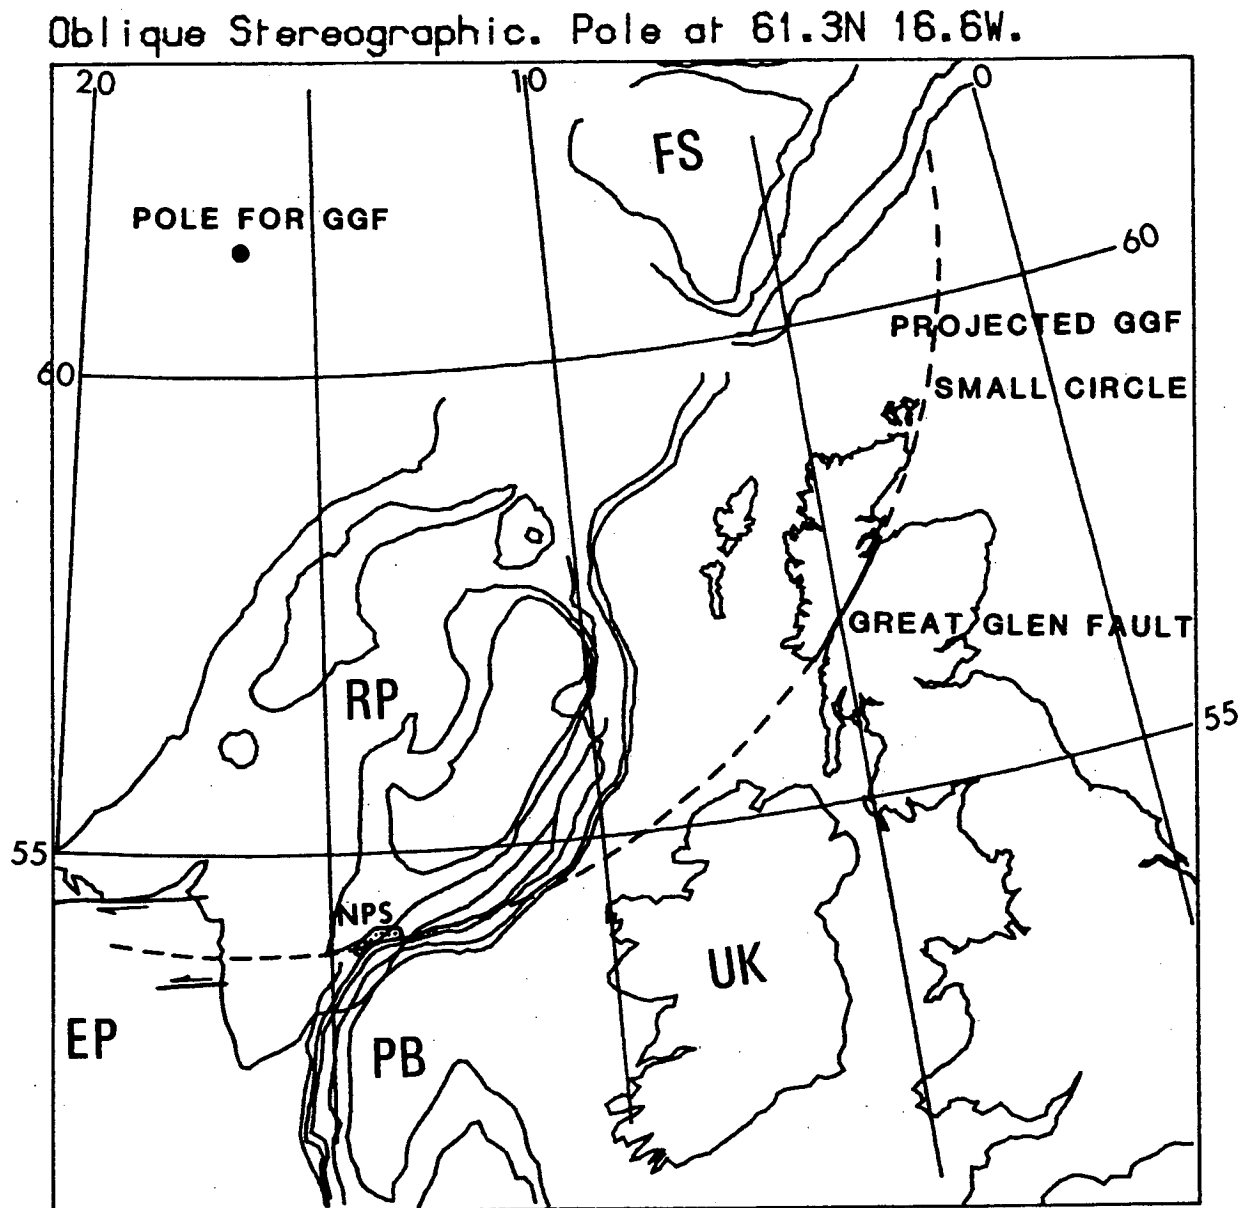 Oblique Stereographic. Pole at 61.3N 16.6W.
20
10
0
FS
POLE FOR GGF
60
PROJECTED GGF
60
SMALL CIRCLE
GREAT GLEN FAULT
RP
55
55
NPS
UK
EP
PB